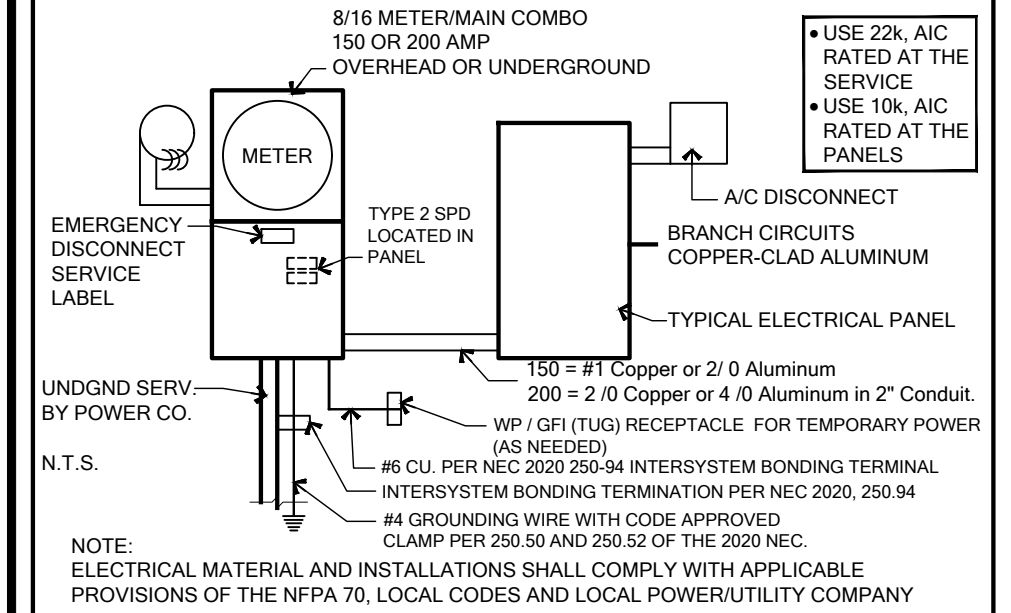 8/16 METER/MAIN COMBO
150 OR 200 AMP
OVERHEAD OR UNDERGROUND
• USE 22k, AIC
RATED AT THE
SERVICE
• USE 10k, AIC
RATED AT THE
PANELS
METER
A/C DISCONNECT
EMERGENCY
DISCONNECT
SERVICE
LABEL
TYPE 2 SPD
LOCATED IN
PANEL
BRANCH CIRCUITS
COPPER-CLAD ALUMINUM
TYPICAL ELECTRICAL PANEL
150 = #1 Copper or 2/ 0 Aluminum
200 = 2 /0 Copper or 4 /0 Aluminum in 2" Conduit.
UNDGND SERV.
BY POWER CO.
WP / GFI (TUG) RECEPTACLE FOR TEMPORARY POWER
(AS NEEDED)
N.T.S.
#6 CU. PER NEC 2020 250-94 INTERSYSTEM BONDING TERMINAL
INTERSYSTEM BONDING TERMINATION PER NEC 2020, 250.94
#4 GROUNDING WIRE WITH CODE APPROVED
CLAMP PER 250.50 AND 250.52 OF THE 2020 NEC.
NOTE:
ELECTRICAL MATERIAL AND INSTALLATIONS SHALL COMPLY WITH APPLICABLE
PROVISIONS OF THE NFPA 70, LOCAL CODES AND LOCAL POWER/UTILITY COMPANY